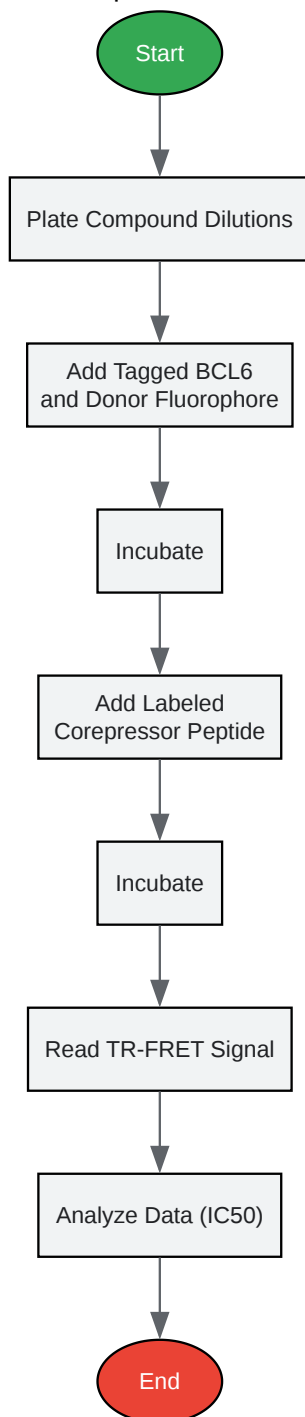 Start
Plate Compound Dilutions
Add Tagged BCL6
and Donor Fluorophore
Incubate
Add Labeled
Corepressor Peptide
Incubate
Read TR-FRET Signal
Analyze Data (IC50)
End